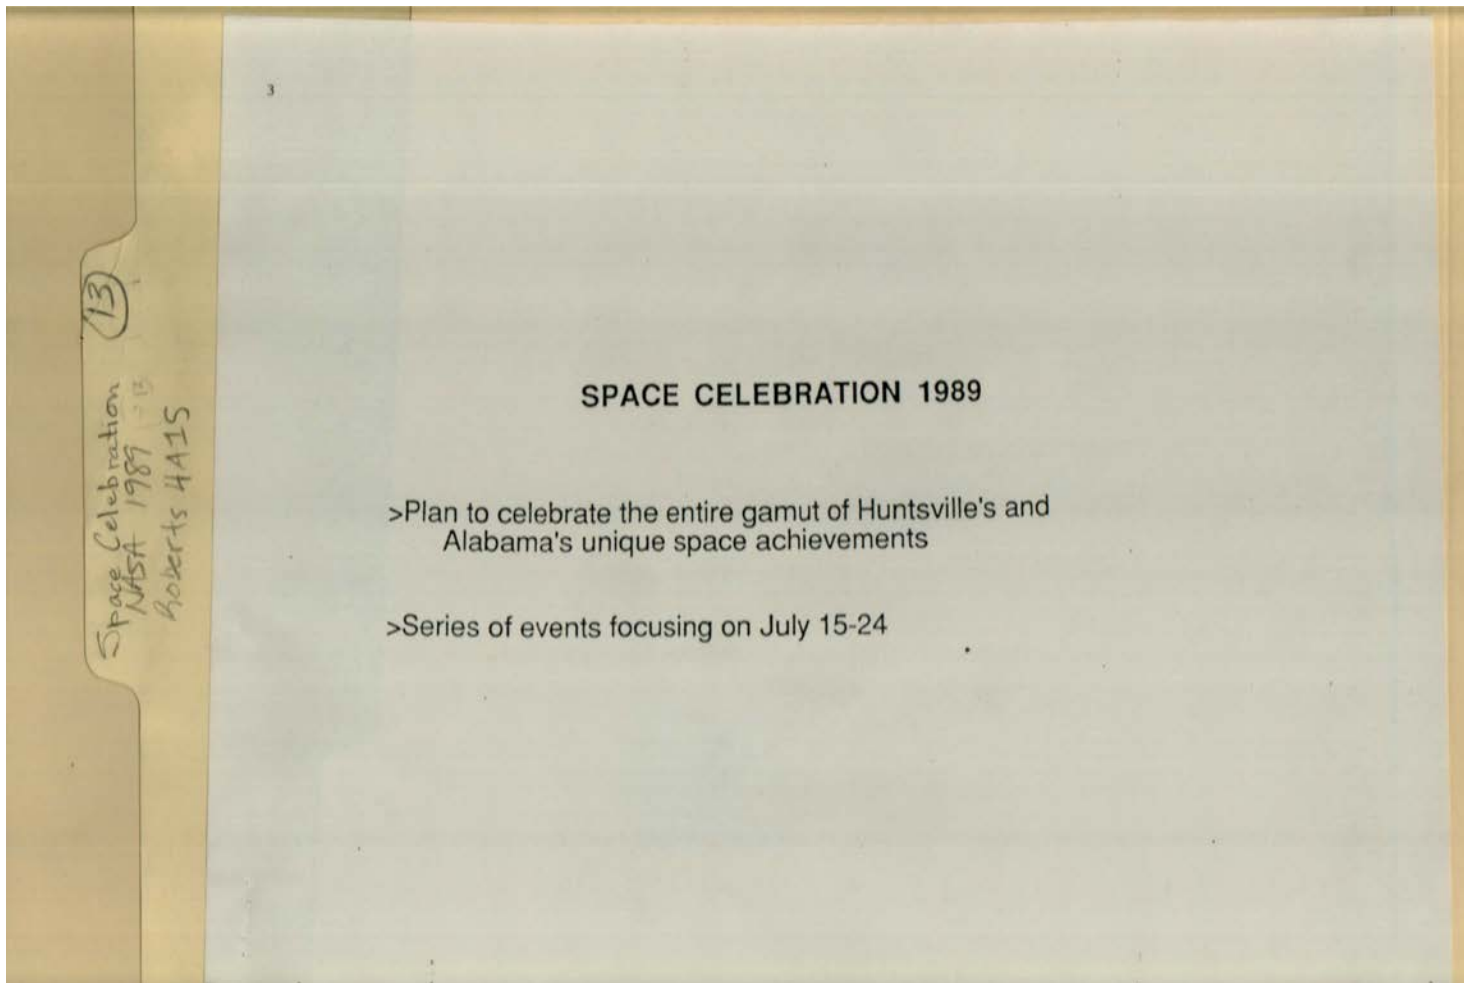 3
SPACE CELEBRATION 1989
>Plan to celebrate the entire gamut of Huntsville's and
Alabama's unique space achievements
>Series of events focusing on July 15-24
Space Celebration 13
NASA 1989
Roberts 4A1S